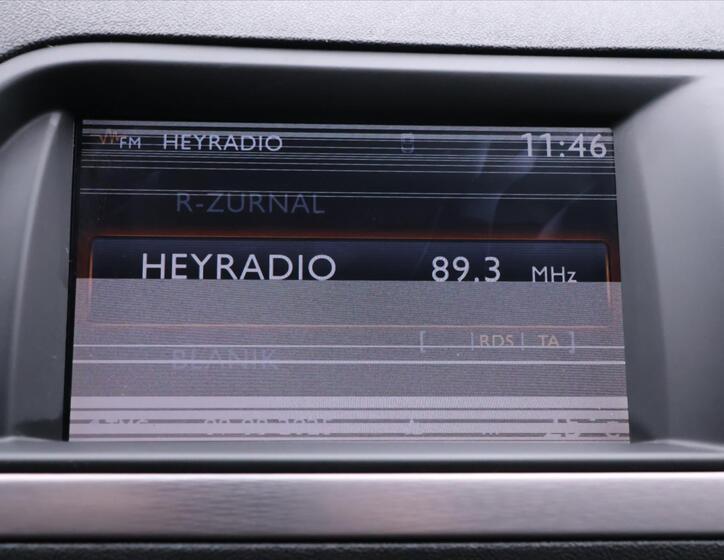 FM HEYRADIO 11:46
R-ZURNAL
HEYRADIO 89.3 MHz
[ | RDS | TA ]
BLANIK